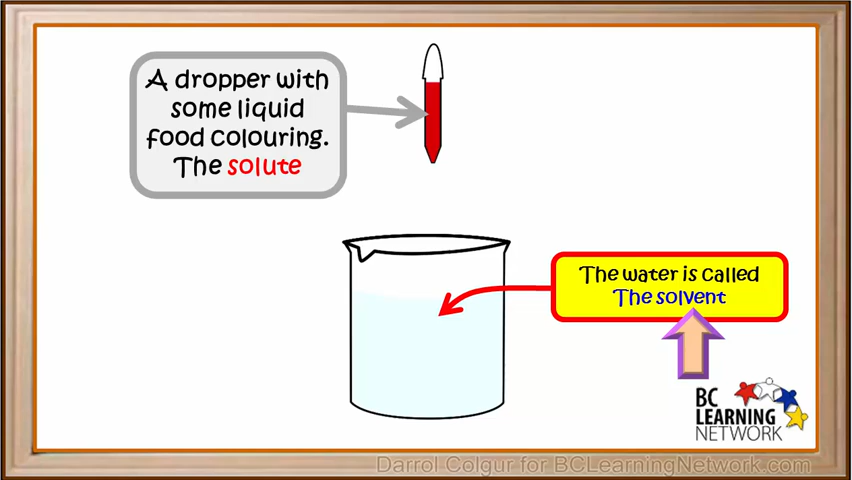 A dropper with
some liquid
food colouring.
The solute
The water is called
The solvent
BC
LEARNING
NETWORK
Darrol Colgur for BCLearningNetwork.com